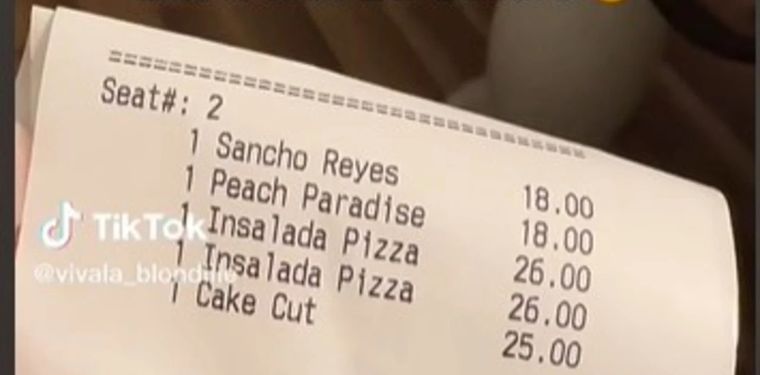 ================================
Seat#: 2
1 Sancho Reyes 18.00
1 Peach Paradise 18.00
1 Insalada Pizza 26.00
1 Insalada Pizza 26.00
1 Cake Cut 25.00
TikTok